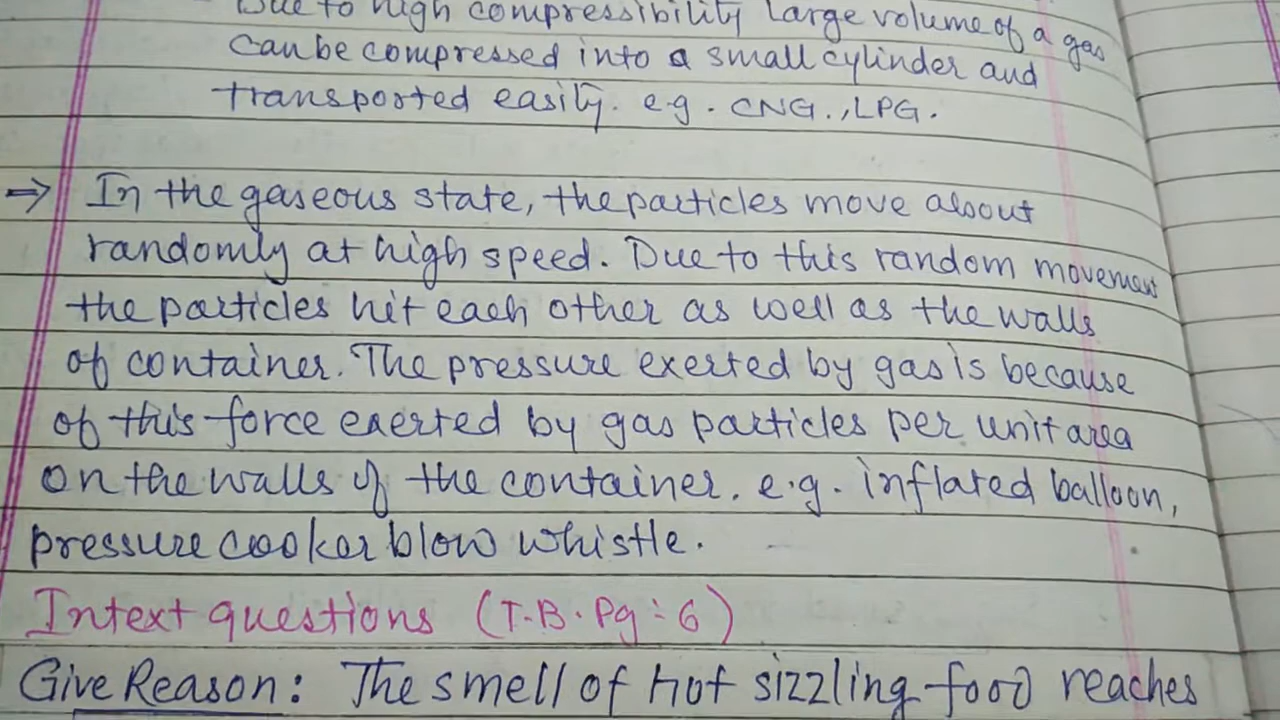 Due to high compressibility large volume of a gas
can be compressed into a small cylinder and
transported easily. e.g. CNG., LPG.
⇒ In the gaseous state, the particles move about
randomly at high speed. Due to this random movement
the particles hit each other as well as the walls
of container. The pressure exerted by gas is because
of this force exerted by gas particles per unit area
on the walls of the container. e.g. inflated balloon,
pressure cooker blow whistle.
Intext questions (T.B. Pg: 6)
Give Reason: The smell of hot sizzling food reaches